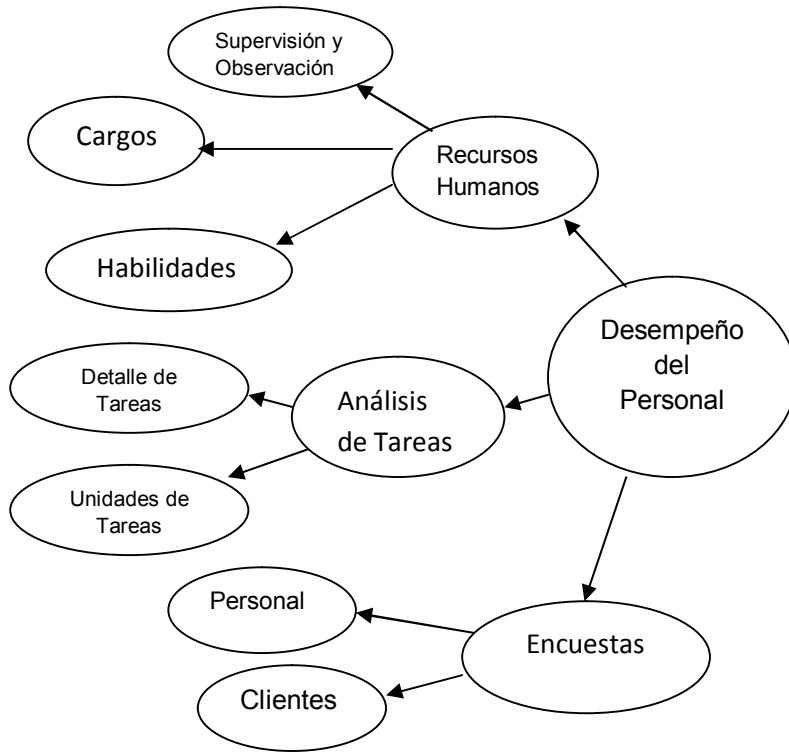 Supervisión y
Observación
Cargos
Recursos
Humanos
Habilidades
Desempeño
del
Personal
Detalle de
Tareas
Análisis
de Tareas
Unidades de
Tareas
Personal
Encuestas
Clientes